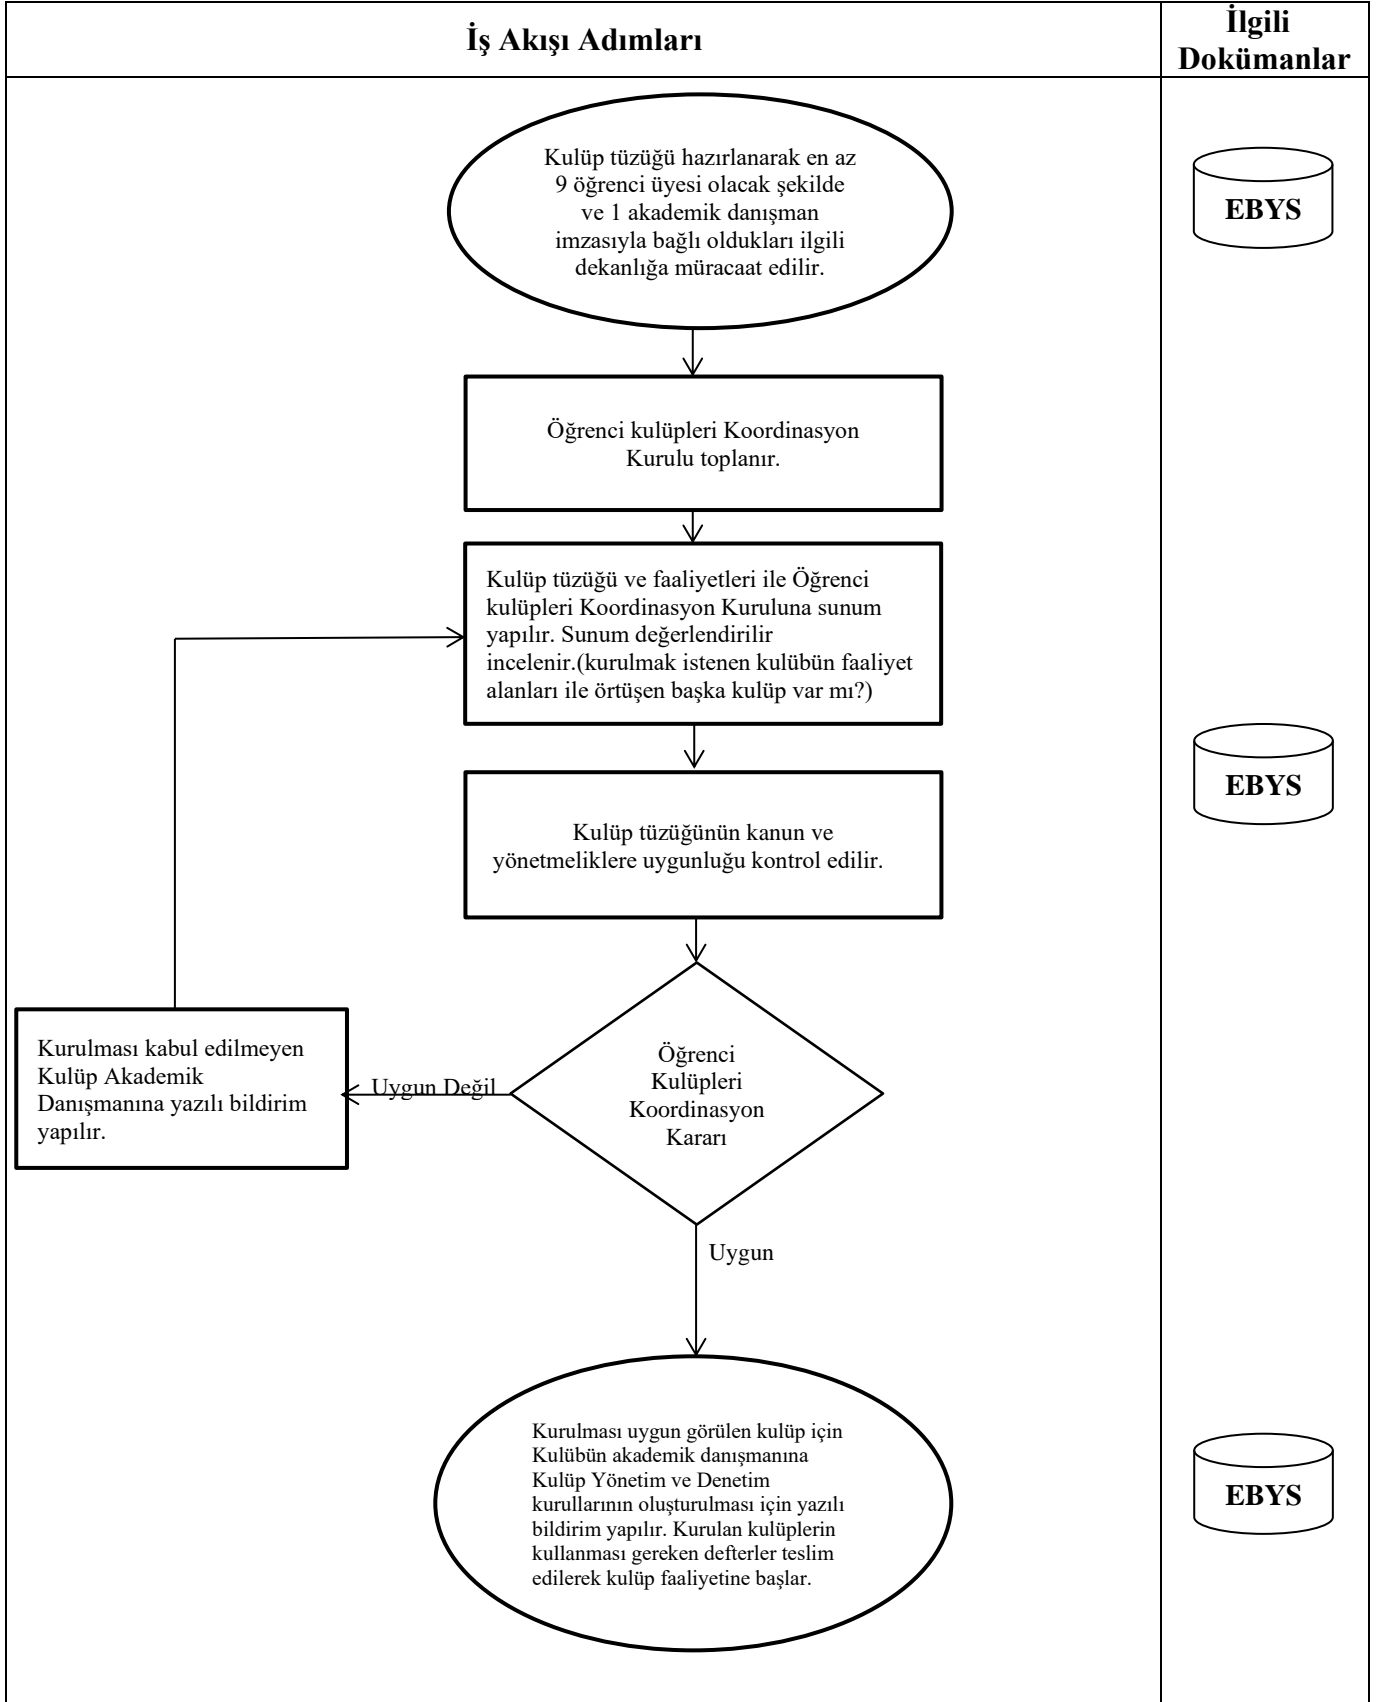 İş Akışı Adımları
İlgili
Dokümanlar
Kulüp tüzüğü hazırlanarak en az
9 öğrenci üyesi olacak şekilde
ve 1 akademik danışman
imzasıyla bağlı oldukları ilgili
dekanlığa müracaat edilir.
EBYS
Öğrenci kulüpleri Koordinasyon
Kurulu toplanır.
Kulüp tüzüğü ve faaliyetleri ile Öğrenci
kulüpleri Koordinasyon Kuruluna sunum
yapılır. Sunum değerlendirilir
incelenir.(kurulmak istenen kulübün faaliyet
alanları ile örtüşen başka kulüp var mı?)
EBYS
Kulüp tüzüğünün kanun ve
yönetmeliklere uygunluğu kontrol edilir.
Öğrenci
Kulüpleri
Koordinasyon
Kararı
Uygun Değil
Kurulması kabul edilmeyen
Kulüp Akademik
Danışmanına yazılı bildirim
yapılır.
Uygun
Kurulması uygun görülen kulüp için
Kulübün akademik danışmanına
Kulüp Yönetim ve Denetim
kurullarının oluşturulması için yazılı
bildirim yapılır. Kurulan kulüplerin
kullanması gereken defterler teslim
edilerek kulüp faaliyetine başlar.
EBYS